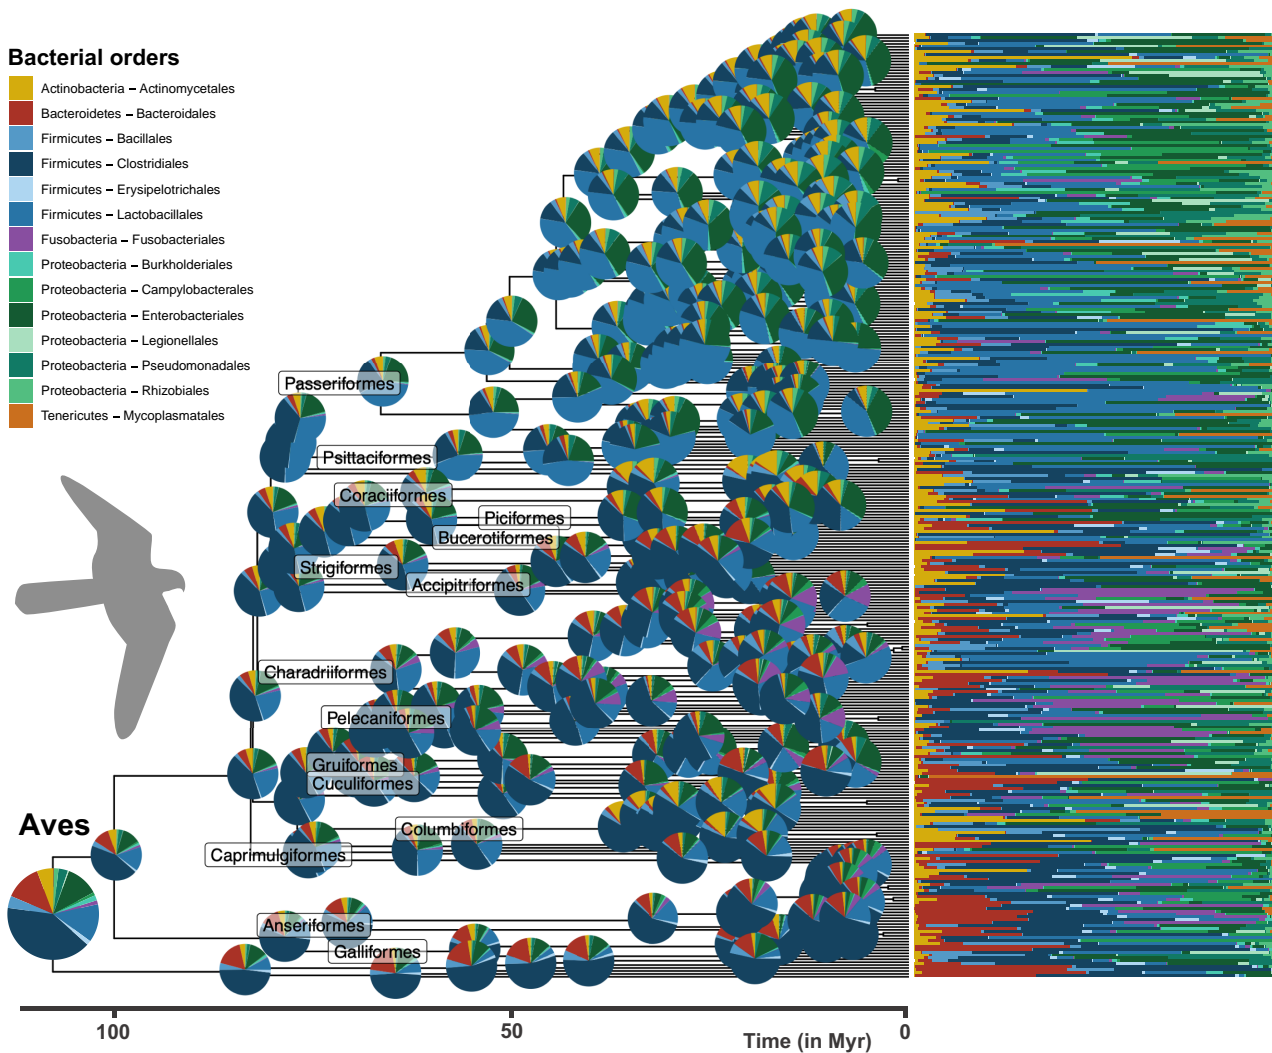 Bacterial orders
Actinobacteria – Actinomycetales
Bacteroidetes – Bacteroidales
Firmicutes – Bacillales
Firmicutes – Clostridiales
Firmicutes – Erysipelotrichales
Firmicutes – Lactobacillales
Fusobacteria – Fusobacteriales
Proteobacteria – Burkholderiales
Proteobacteria – Campylobacterales
Proteobacteria – Enterobacteriales
Proteobacteria – Legionellales
Proteobacteria – Pseudomonadales
Proteobacteria – Rhizobiales
Tenericutes – Mycoplasmatales
Passeriformes
Psittaciformes
Coraciiformes
Piciformes
Bucerotiformes
Strigiformes
Accipitriformes
Charadriiformes
Pelecaniformes
Gruiformes
Cuculiformes
Aves
Columbiformes
Caprimulgiformes
Anseriformes
Galliformes
100
50
0
Time (in Myr)